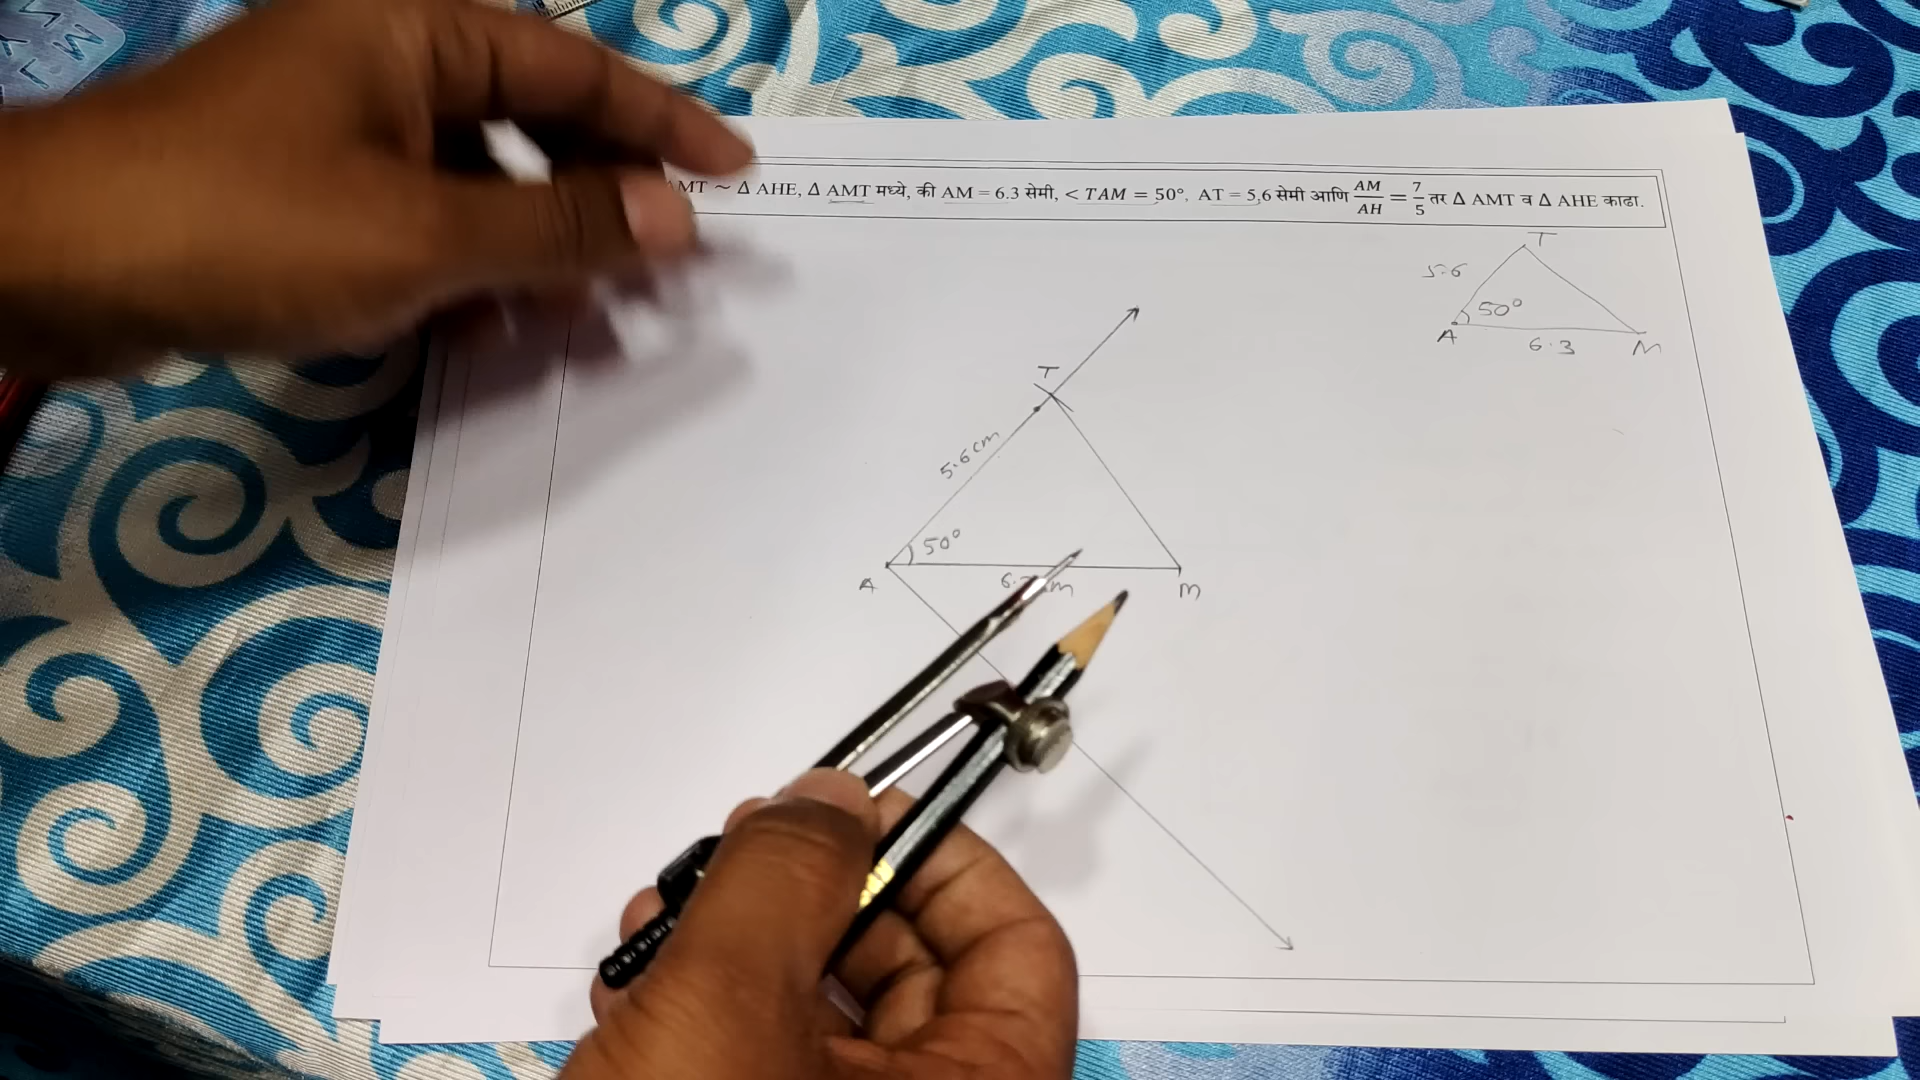 MT ~ Δ AHE, Δ AMT मध्ये, की AM = 6.3 सेमी, < TAM = 50°, AT = 5,6 सेमी आणि AM/AH = 7/5 तर Δ AMT व Δ AHE काढा.
T
5.6
50°
A
6.3
M
T
5.6 cm
50°
A
M